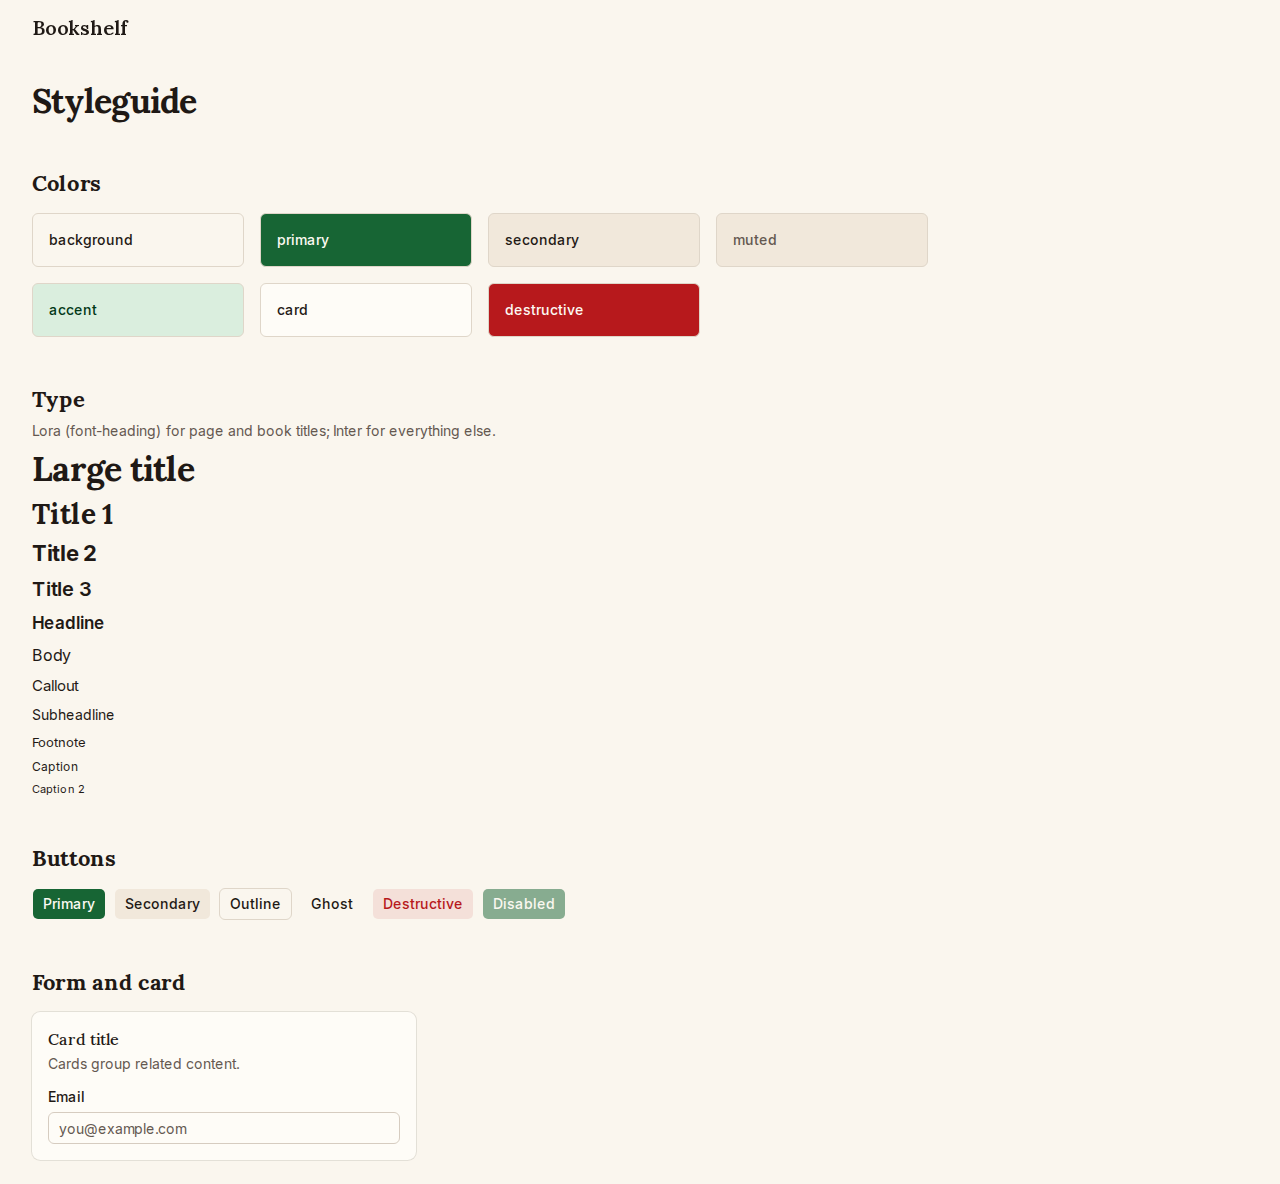 Bookshelf
Styleguide
Colors
background
primary
secondary
muted
accent
card
destructive
Type
Lora (font-heading) for page and book titles; Inter for everything else.
Large title
Title 1
Title 2
Title 3
Headline
Body
Callout
Subheadline
Footnote
Caption
Caption 2
Buttons
Primary
Secondary
Outline
Ghost
Destructive
Disabled
Form and card
Card title
Cards group related content.
Email
you@example.com